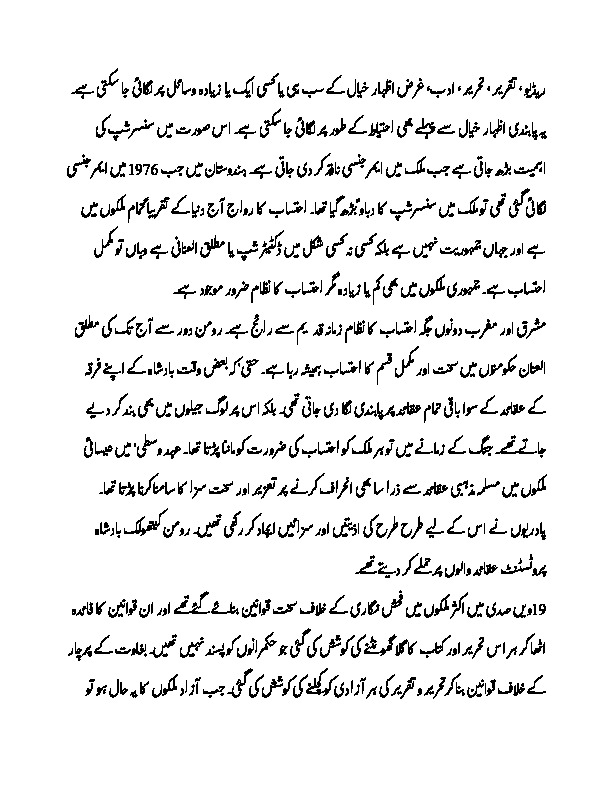 ریڈیو، تقریر، تحریر، ادب، غرض اظہار خیال کے سب ہی یا کسی ایک یا زیادہ وسائل پر لگائی جا سکتی ہے۔
یہ پابندی اظہار خیال سے پہلے بھی احتیاط کے طور پر لگائی جا سکتی ہے۔ اس صورت میں سنسر شپ کی
اہمیت بڑھ جاتی ہے جب ملک میں ایمرجنسی نافذ کر دی جاتی ہے۔ ہندوستان میں جب 1976 میں ایمرجنسی
لگائی گئی تھی تو ملک میں سنسر شپ کا دباو بڑھ گیا تھا۔ احتساب کا رواج آج دنیا کے تقریباً تمام ملکوں میں
ہے اور جہاں جمہوریت نہیں ہے بلکہ کسی نہ کسی شکل میں ڈکٹیٹر شپ یا مطلق العنانی ہے وہاں تو مکمل
احتساب ہے۔ جمہوری ملکوں میں بھی کم یا زیادہ مگر احتساب کا نظام ضرور موجود ہے۔
مشرق اور مغرب دونوں جگہ احتساب کا نظام زمانہ قدیم سے رائج ہے۔ رومن دور سے آج تک کی مطلق
العنان حکومتوں میں سخت اور مکمل قسم کا احتساب ہمیشہ رہا ہے۔ حتیٰ کہ بعض وقت بادشاہ کے اپنے فرقہ
کے عقائد کے سوا باقی تمام عقائد پر پابندی لگا دی جاتی تھی۔ بلکہ اس پر لوگ جیلوں میں بھی بند کر دیے
جاتے تھے۔ جنگ کے زمانے میں تو ہر ملک کو احتساب کی ضرورت کو ماننا پڑتا تھا۔ عہد وسطیٰ میں عیسائی
ملکوں میں مسلمہ مذہبی عقائد سے ذرا سا بھی انحراف کرنے پر تعزیر اور سخت سزا کا سامنا کرنا پڑتا تھا۔
پادریوں نے اس کے لیے طرح طرح کی اذیتیں اور سزائیں ایجاد کر رکھی تھیں۔ رومن کیتھولک بادشاہ
پروٹسٹنٹ عقائد والوں پر حملے کر دیتے تھے۔
19ویں صدی میں اکثر ملکوں میں فحش نگاری کے خلاف سخت قوانین بنائے گئے تھے اور ان قوانین کا فائدہ
اٹھا کر ہر اس تحریر اور کتاب کا گلا گھونٹنے کی کوشش کی گئی جو حکمرانوں کو پسند نہیں تھیں۔ بغاوت کے پرچار
کے خلاف قوانین بنا کر تحریر و تقریر کی ہر آزادی کو کچلنے کی کوشش کی گئی۔ جب آزاد ملکوں کا یہ حال ہو تو